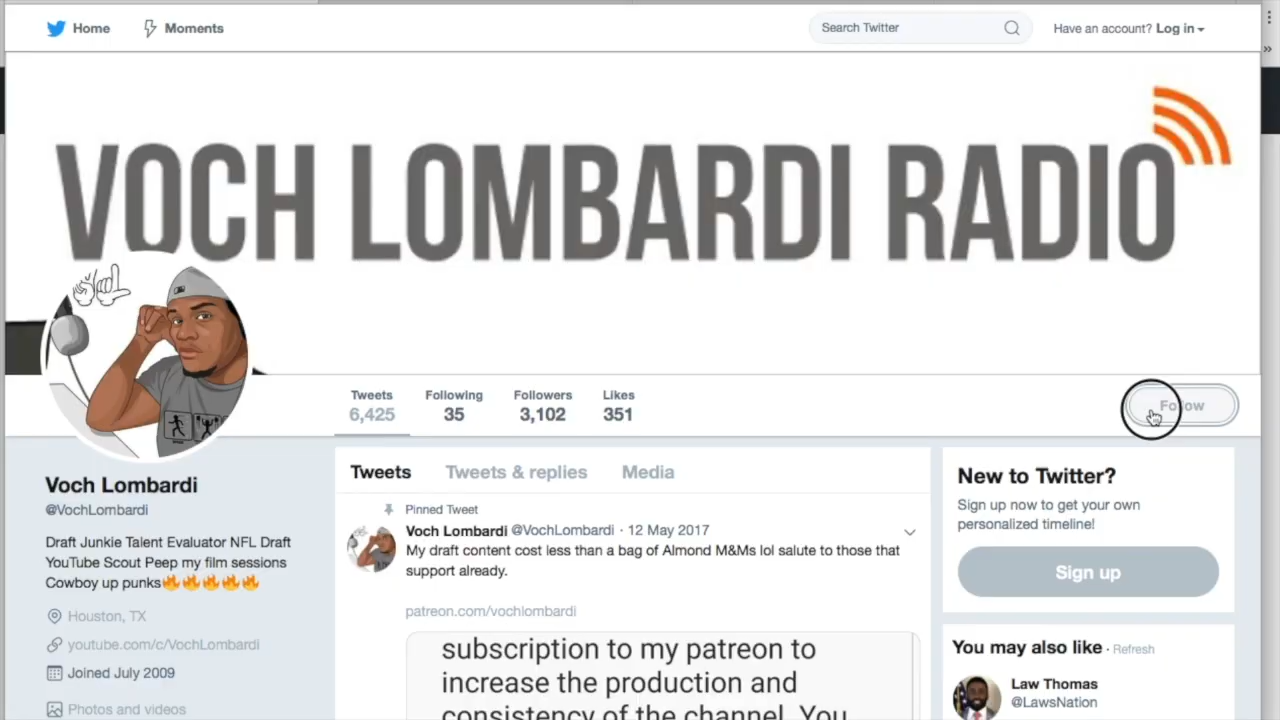 Home
Moments
Search Twitter
Have an account? Log in
VOCH LOMBARDI RADIO
Tweets
6,425
Following
35
Followers
3,102
Likes
351
Follow
Voch Lombardi
@VochLombardi
Draft Junkie Talent Evaluator NFL Draft
YouTube Scout Peep my film sessions
Cowboy up punks🔥🔥🔥🔥🔥
Houston, TX
youtube.com/c/VochLombardi
Joined July 2009
Photos and videos
Tweets
Tweets & replies
Media
Pinned Tweet
Voch Lombardi @VochLombardi · 12 May 2017
My draft content cost less than a bag of Almond M&Ms lol salute to those that
support already.
patreon.com/vochlombardi
subscription to my patreon to
increase the production and
consistency of the channel. You
New to Twitter?
Sign up now to get your own
personalized timeline!
Sign up
You may also like · Refresh
Law Thomas
@LawsNation